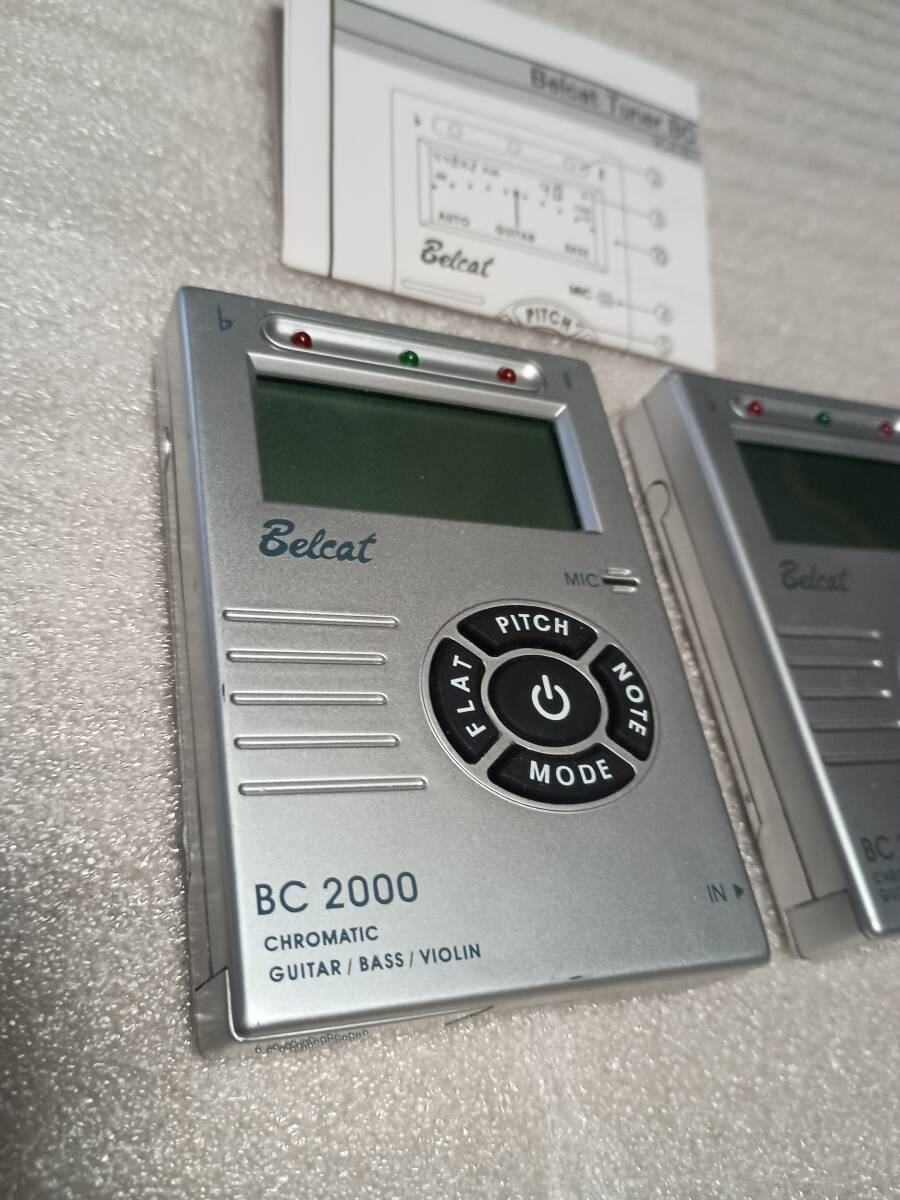 Belcat Tuner BC
♭
AUTO GUITAR BASS
Belcat
MIC
PITCH
♭
Belcat
MIC
PITCH
FLAT
NOTE
MODE
BC 2000
IN
CHROMATIC
GUITAR / BASS / VIOLIN
Belcat
BC